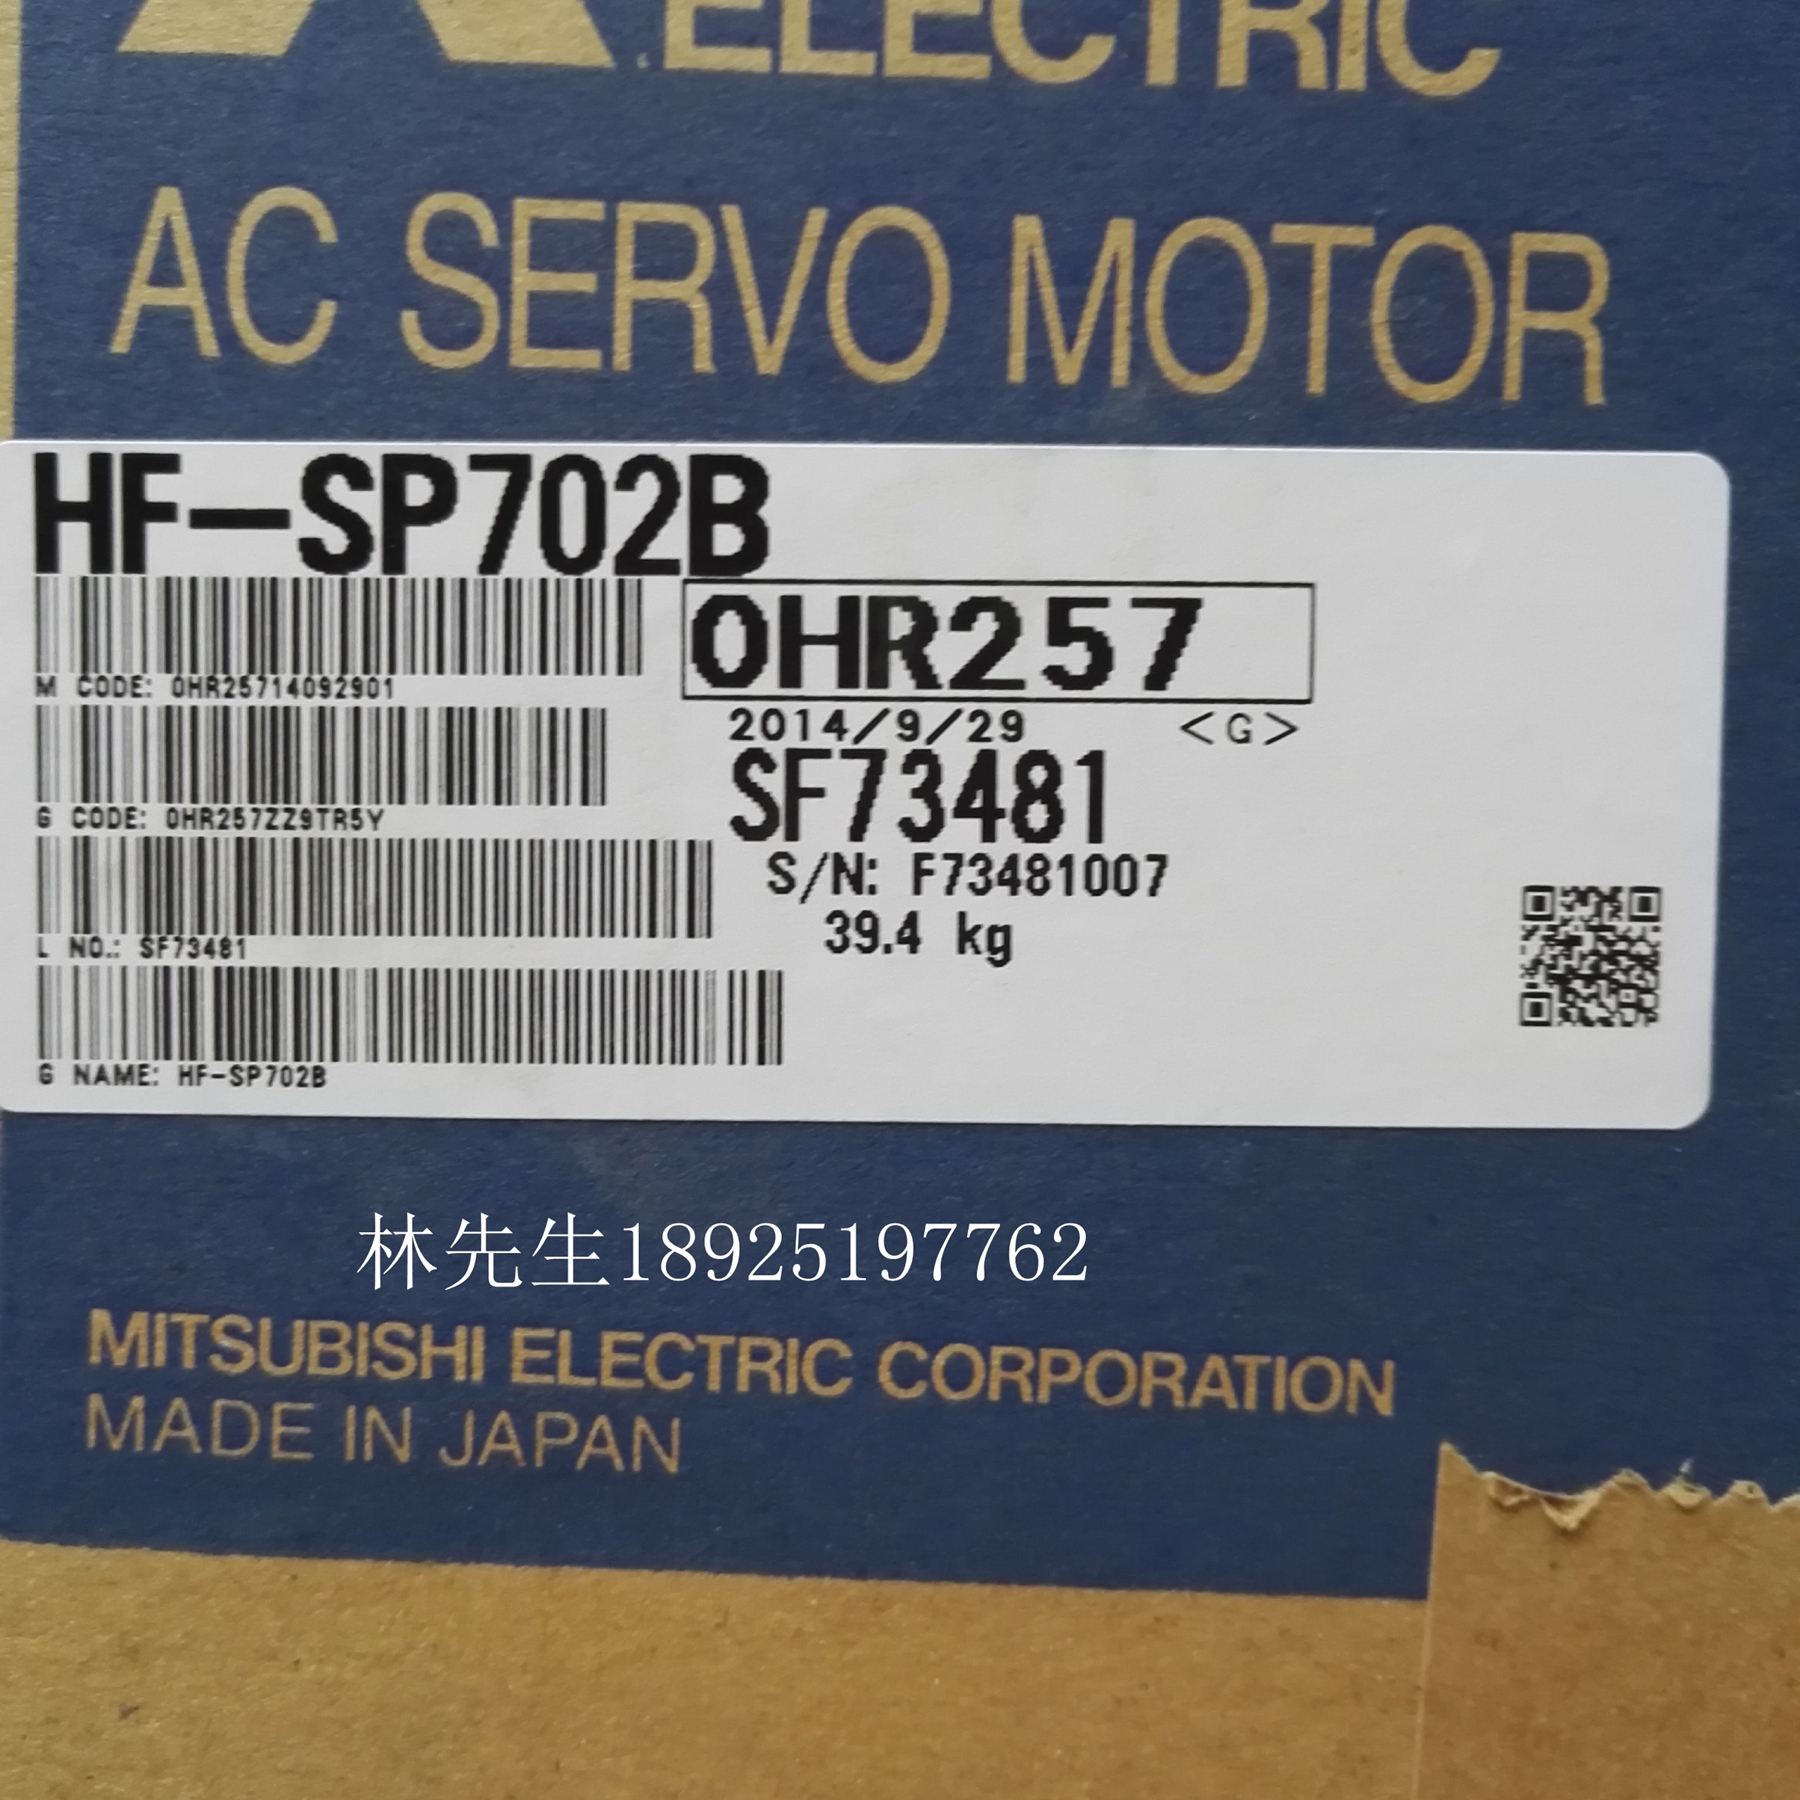 ELECTRIC
AC SERVO MOTOR
HF-SP702B
0HR257
M CODE: 0HR25714092901
2014/9/29 <G>
SF73481
G CODE: 0HR257ZZ9TR5Y
S/N: F73481007
39.4 kg
L NO.: SF73481
G NAME: HF-SP702B
林先生18925197762
MITSUBISHI ELECTRIC CORPORATION
MADE IN JAPAN